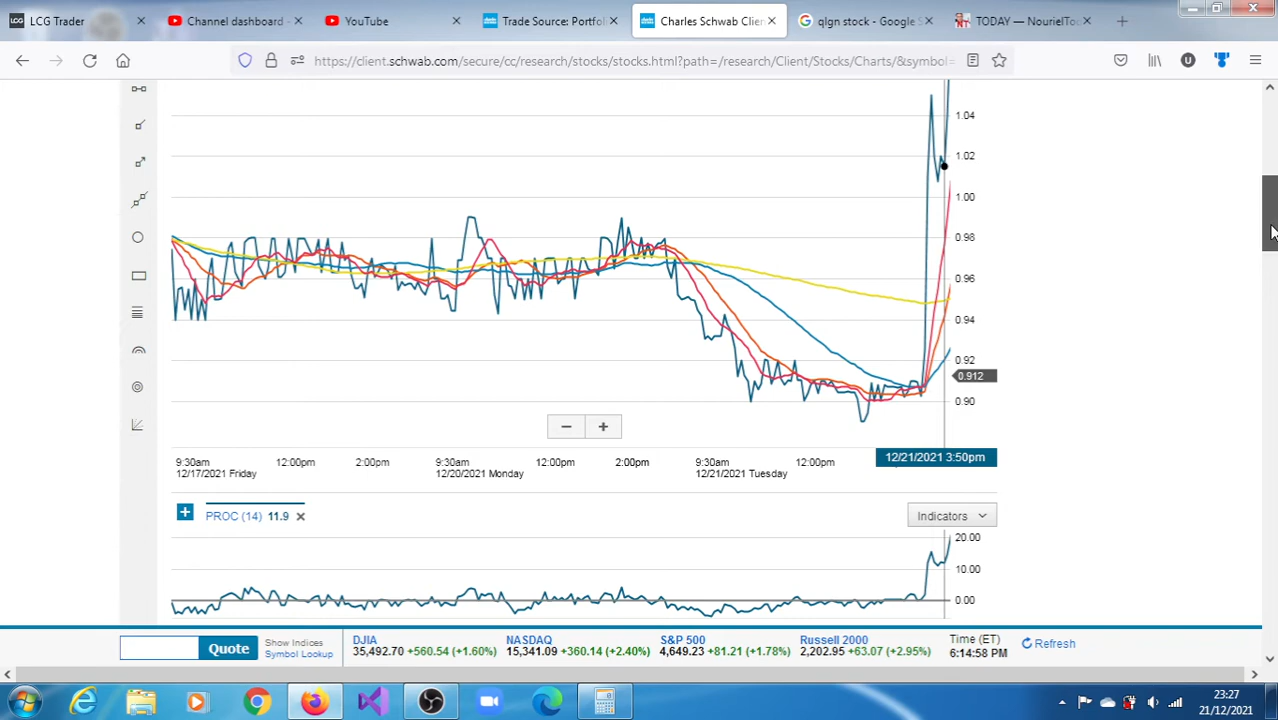 LCG Trader
Channel dashboard -
YouTube
Trade Source: Portfol
Charles Schwab Clien
qlgn stock - Google S
TODAY — NourielTou
https://client.schwab.com/secure/cc/research/stocks/stocks.html?path=/research/Client/Stocks/Charts/&symbol=
1.04
1.02
1.00
0.98
0.96
0.94
0.92
0.912
0.90
− +
9:30am 12:00pm 2:00pm 9:30am 12:00pm 2:00pm 9:30am 12:00pm
12/17/2021 Friday 12/20/2021 Monday 12/21/2021 Tuesday
12/21/2021 3:50pm
PROC (14) 11.9
Indicators
20.00
10.00
0.00
Quote
Show Indices
Symbol Lookup
DJIA
35,492.70 +560.54 (+1.60%)
NASDAQ
15,341.09 +360.14 (+2.40%)
S&P 500
4,649.23 +81.21 (+1.78%)
Russell 2000
2,202.95 +63.07 (+2.95%)
Time (ET)
6:14:58 PM
Refresh
23:27
21/12/2021